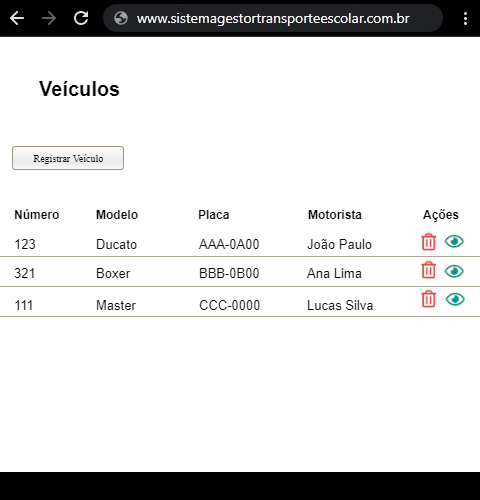 www.sistemagestortransporteescolar.com.br
Veículos
Registrar Veículo
Número Modelo Placa Motorista Ações
123 Ducato AAA-0A00 João Paulo
321 Boxer BBB-0B00 Ana Lima
111 Master CCC-0000 Lucas Silva